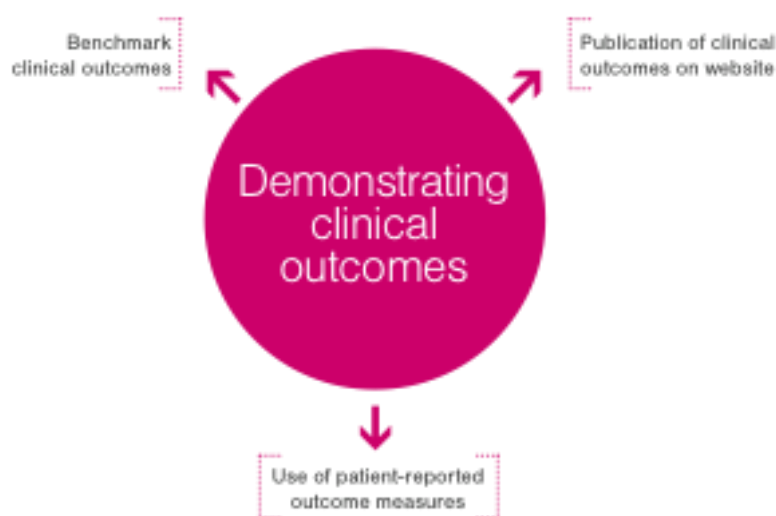 Benchmark
clinical outcomes
Publication of clinical
outcomes on website
Demonstrating
clinical
outcomes
Use of patient-reported
outcome measures